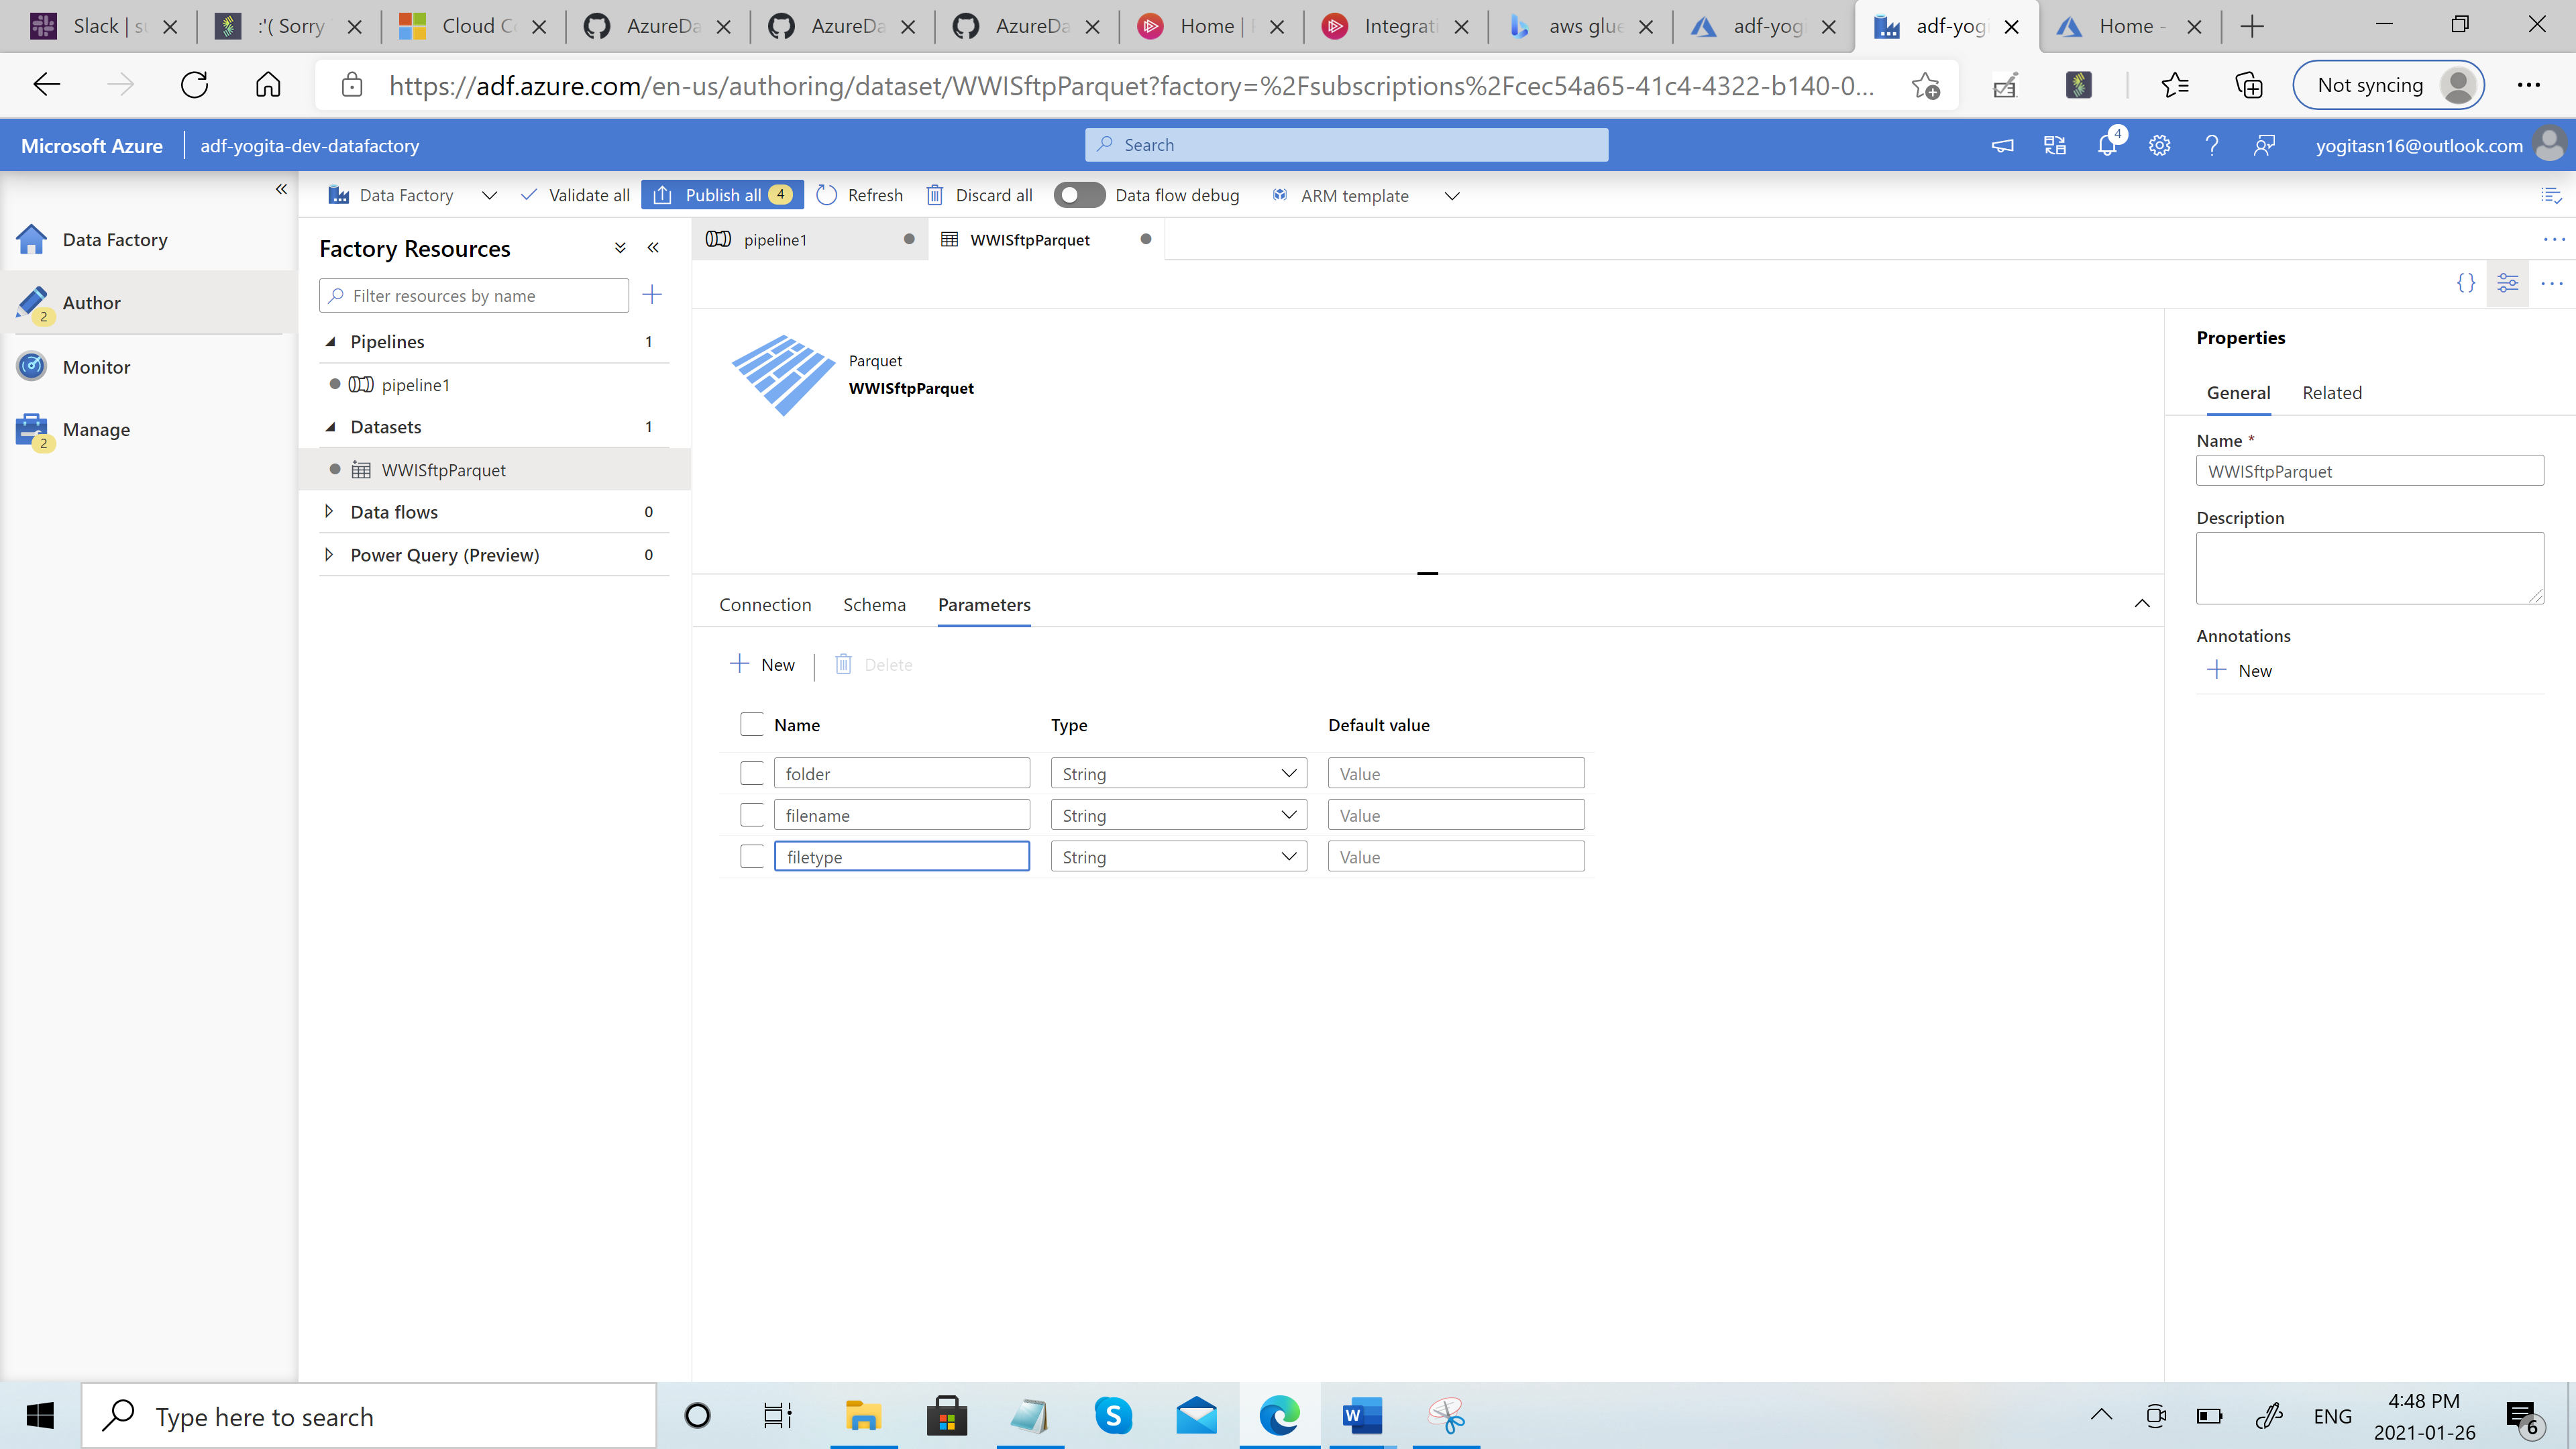 Slack | su
:'( Sorry
Cloud Co
AzureDa
AzureDa
AzureDa
Home |
Integrati
aws glue
adf-yogi
adf-yogi
Home -
https://adf.azure.com/en-us/authoring/dataset/WWISftpParquet?factory=%2Fsubscriptions%2Fcec54a65-41c4-4322-b140-0...
Not syncing
Microsoft Azure
adf-yogita-dev-datafactory
Search
4
yogitasn16@outlook.com
Data Factory
Validate all
Publish all 4
Refresh
Discard all
Data flow debug
ARM template
Data Factory
Author
2
Monitor
Manage
2
Factory Resources
Filter resources by name
Pipelines 1
pipeline1
Datasets 1
WWISftpParquet
Data flows 0
Power Query (Preview) 0
pipeline1
WWISftpParquet
{}
Parquet
WWISftpParquet
Connection Schema Parameters
New
Delete
Name Type Default value
folder String Value
filename String Value
filetype String Value
Properties
General Related
Name *
WWISftpParquet
Description
Annotations
New
Type here to search
ENG
4:48 PM
2021-01-26
6